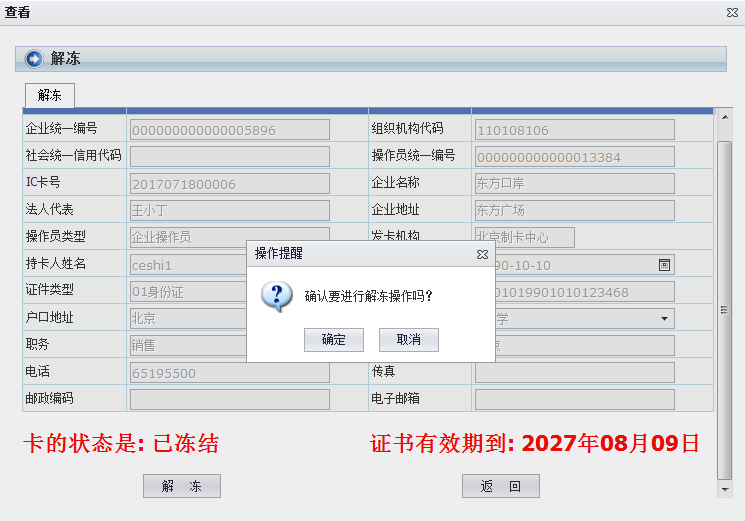 查看
解冻
解冻
企业统一编号 000000000000005896 组织机构代码 110108106
社会统一信用代码 操作员统一编号 000000000000013384
IC卡号 2017071800006 企业名称 东方口岸
法人代表 王小丁 企业地址 东方广场
操作员类型 企业操作员 发卡机构 北京制卡中心
操作提醒
持卡人姓名 ceshi1 90-10-10
确认要进行解冻操作吗?
证件类型 01身份证 01019901010123468
户口地址 北京 学
确定 取消
职务 销售
电话 65195500 传真
邮政编码 电子邮箱
卡的状态是: 已冻结 证书有效期到: 2027年08月09日
解 冻 返 回